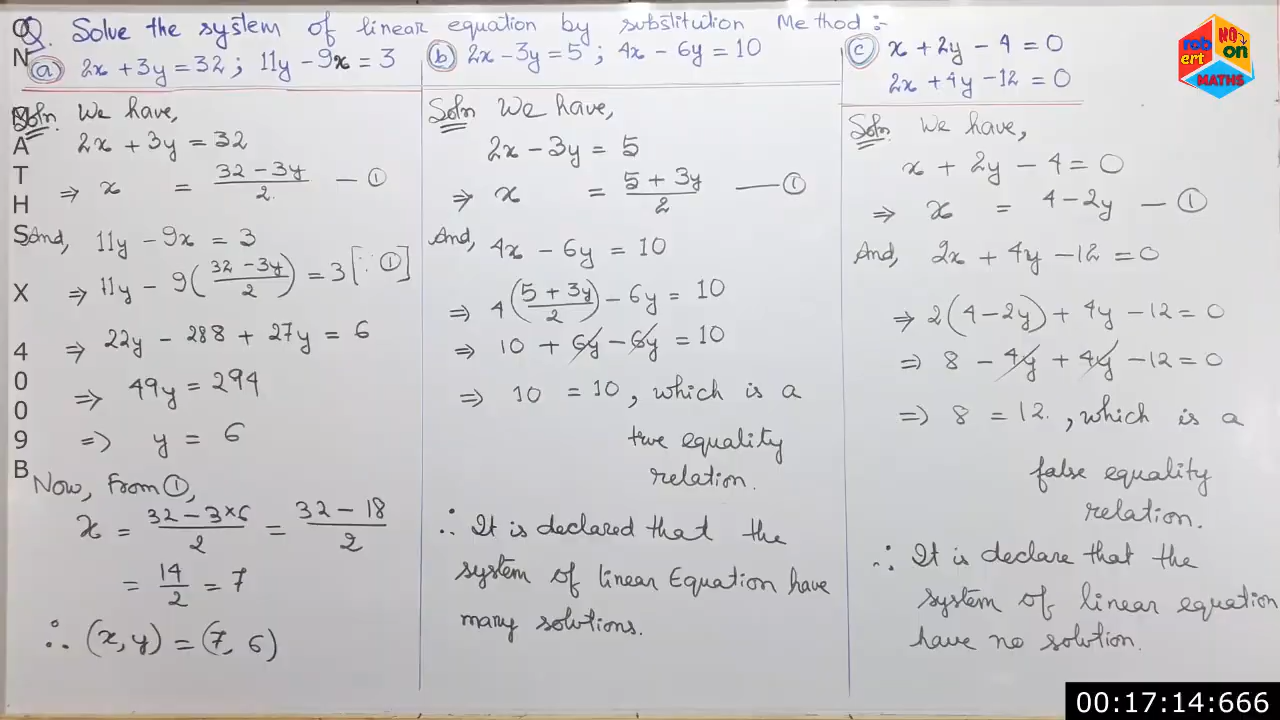 Q. Solve the system of linear equation by substitution Method :-
(a) 2x + 3y = 32 ; 11y - 9x = 3
Soln. We have,
2x + 3y = 32
⇒ x = (32 - 3y)/2 — ①
And, 11y - 9x = 3
⇒ 11y - 9((32 - 3y)/2) = 3 [∵ ①]
⇒ 22y - 288 + 27y = 6
⇒ 49y = 294
⇒ y = 6
Now, From ①,
x = (32 - 3×6)/2 = (32 - 18)/2
= 14/2 = 7
∴ (x, y) = (7, 6)
(b) 2x - 3y = 5 ; 4x - 6y = 10
Soln We have,
2x - 3y = 5
⇒ x = (5 + 3y)/2 — ①
And, 4x - 6y = 10
⇒ 4((5 + 3y)/2) - 6y = 10
⇒ 10 + 6y - 6y = 10
⇒ 10 = 10, which is a
true equality
relation.
∴ It is declared that the
system of linear Equation have
many solutions.
(c) x + 2y - 4 = 0
2x + 4y - 12 = 0
Soln We have,
x + 2y - 4 = 0
⇒ x = 4 - 2y — ①
And, 2x + 4y - 12 = 0
⇒ 2(4 - 2y) + 4y - 12 = 0
⇒ 8 - 4y + 4y - 12 = 0
⇒ 8 = 12, which is a
false equality
relation.
∴ It is declare that the
system of linear equation
have no solution.
robert
NO on
MATHS
00:17:14:666